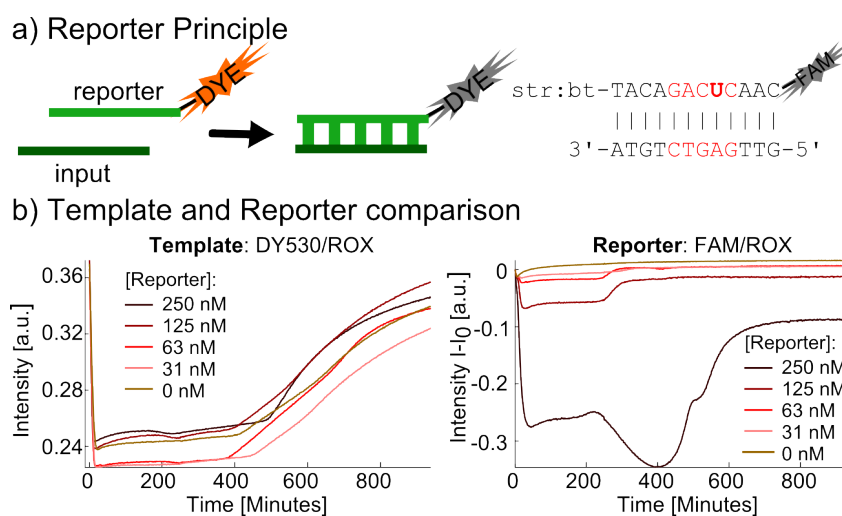 a) Reporter Principle
reporter
DYE
input
DYE
str:bt-TACAGACUCAAC
FAM
3'-ATGTCTGAGTTG-5'
b) Template and Reporter comparison
Template: DY530/ROX
Intensity [a.u.]
0.36
0.32
0.28
0.24
[Reporter]:
250 nM
125 nM
63 nM
31 nM
0 nM
0 200 400 600 800
Time [Minutes]
Reporter: FAM/ROX
Intensity I-I0 [a.u.]
0
-0.1
-0.2
-0.3
[Reporter]:
250 nM
125 nM
63 nM
31 nM
0 nM
0 200 400 600 800
Time [Minutes]